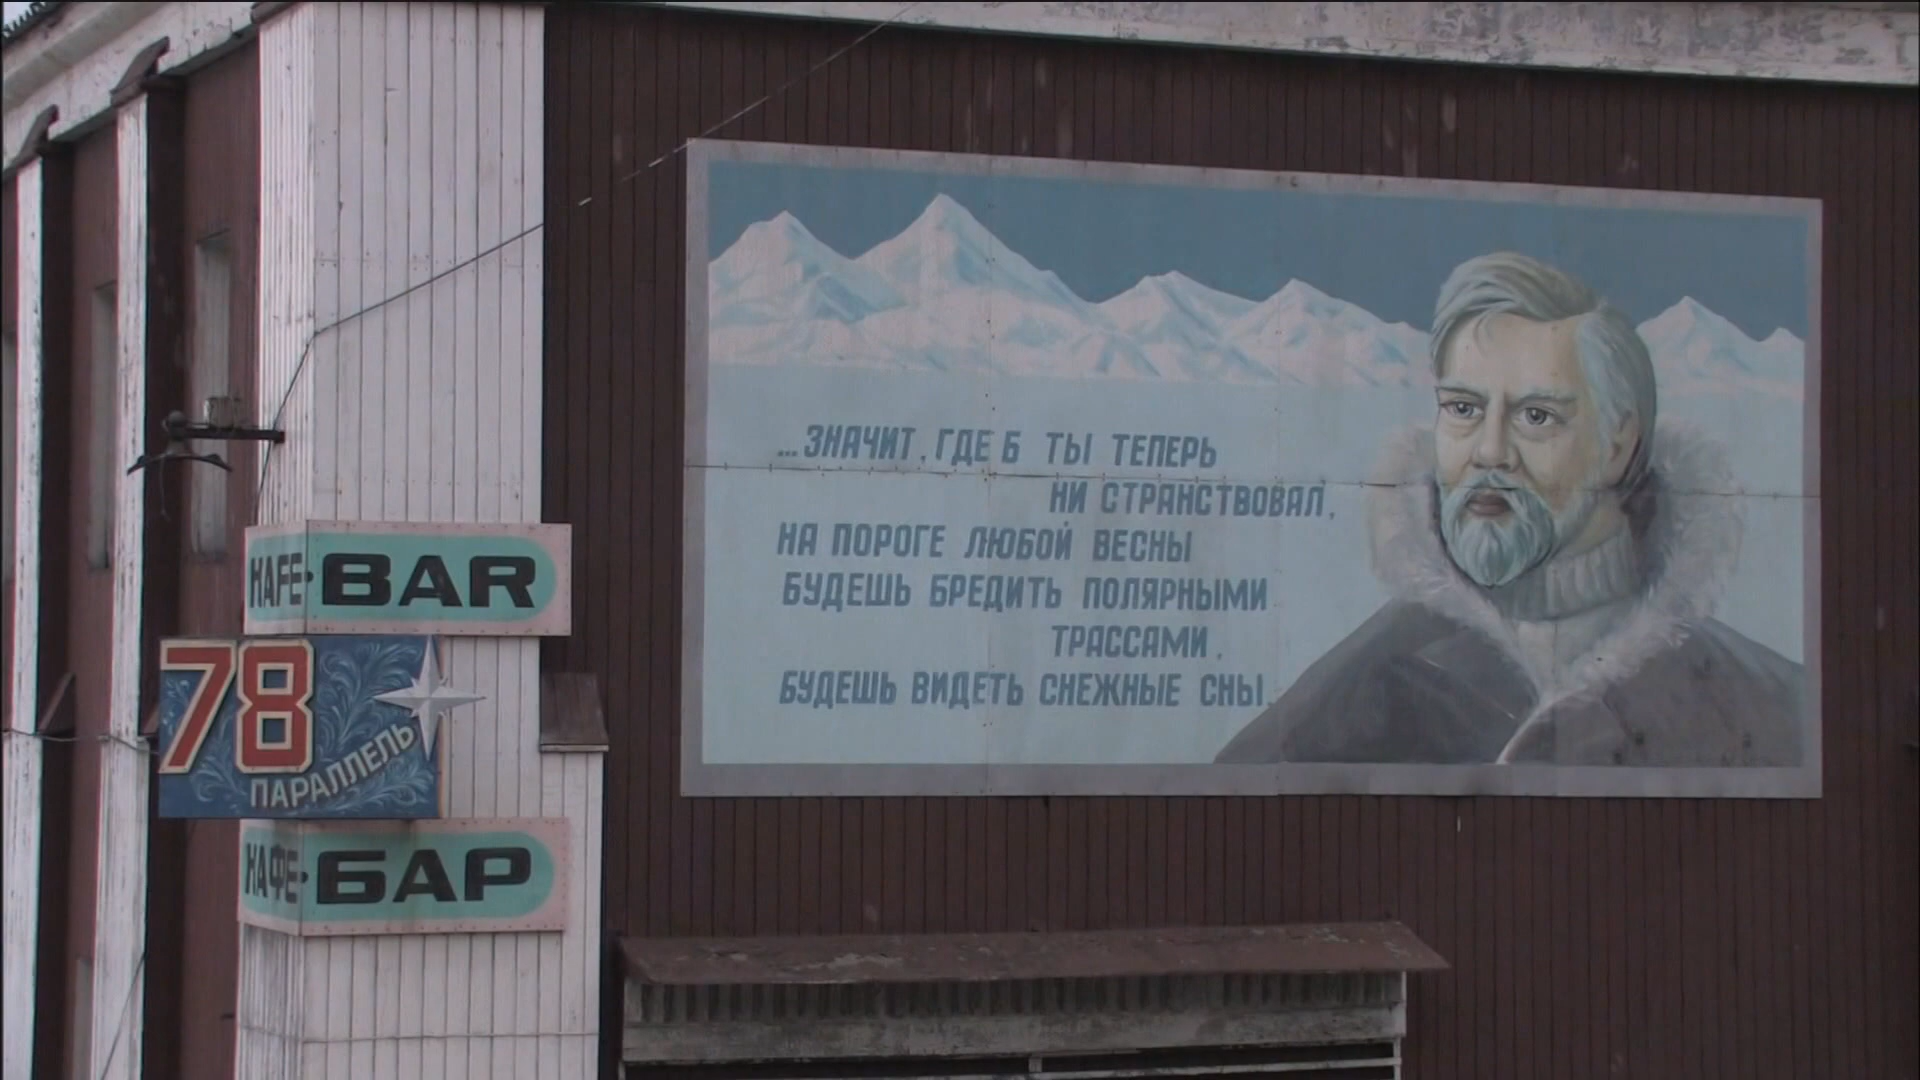 КАFE-BAR
78
ПАРАЛЛЕЛЬ
КАФЕ-БАР
...ЗНАЧИТ, ГДЕ Б ТЫ ТЕПЕРЬ
НИ СТРАНСТВОВАЛ,
НА ПОРОГЕ ЛЮБОЙ ВЕСНЫ
БУДЕШЬ БРЕДИТЬ ПОЛЯРНЫМИ
ТРАССАМИ,
БУДЕШЬ ВИДЕТЬ СНЕЖНЫЕ СНЫ.